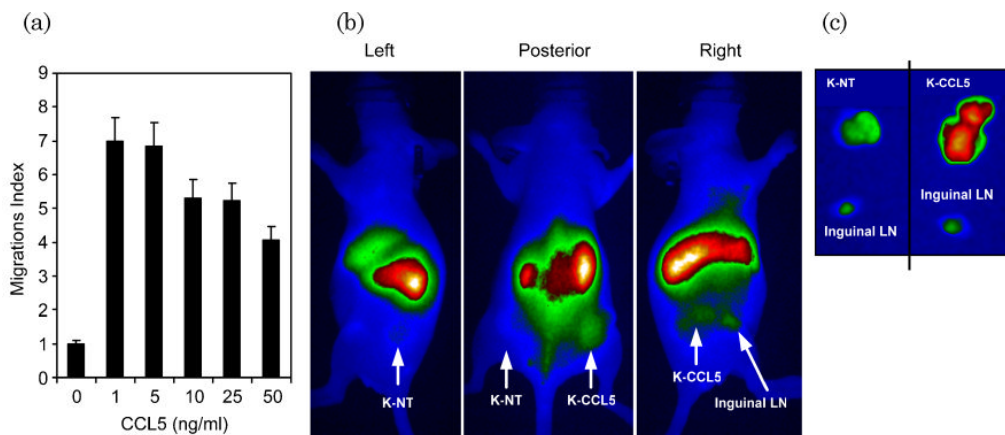 (a)
9
8
7
6
5
4
3
2
1
0
Migrations Index
0 1 5 10 25 50
CCL5 (ng/ml)
(b)
Left Posterior Right
K-NT
K-NT
K-CCL5
K-CCL5
Inguinal LN
(c)
K-NT K-CCL5
Inguinal LN
Inguinal LN